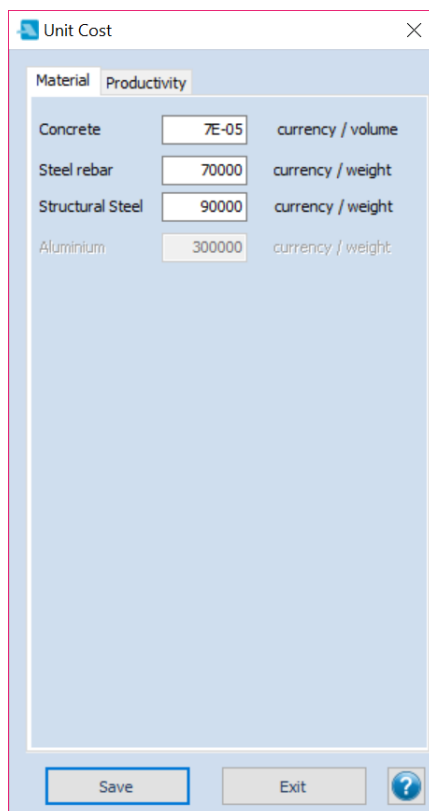 Unit Cost
Material Productivity
Concrete 7E-05 currency / volume
Steel rebar 70000 currency / weight
Structural Steel 90000 currency / weight
Aluminium 300000 currency / weight
Save Exit ?